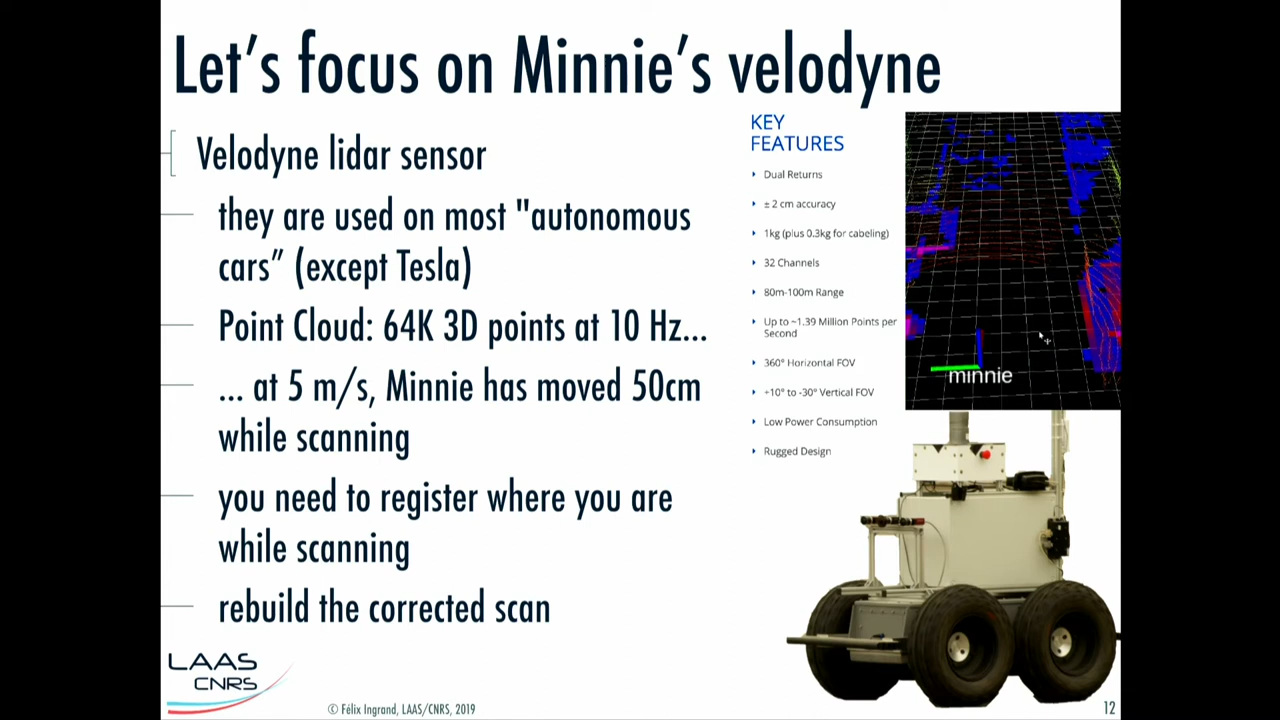 Let's focus on Minnie's velodyne
Velodyne lidar sensor
they are used on most "autonomous
cars” (except Tesla)
Point Cloud: 64K 3D points at 10 Hz...
... at 5 m/s, Minnie has moved 50cm
while scanning
you need to register where you are
while scanning
rebuild the corrected scan
KEY
FEATURES
Dual Returns
± 2 cm accuracy
1kg (plus 0.3kg for cabeling)
32 Channels
80m-100m Range
Up to ~1.39 Million Points per
Second
360° Horizontal FOV
+10° to -30° Vertical FOV
Low Power Consumption
Rugged Design
minnie
LAAS
CNRS
© Félix Ingrand, LAAS/CNRS, 2019
12